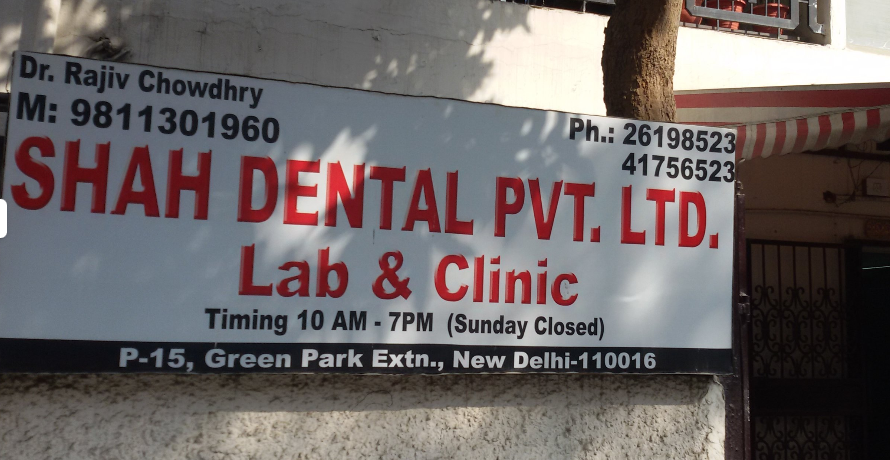 Dr. Rajiv Chowdhry
M: 9811301960
Ph.: 26198523
41756523
SHAH DENTAL PVT. LTD.
Lab & Clinic
Timing 10 AM - 7PM (Sunday Closed)
P-15, Green Park Extn., New Delhi-110016